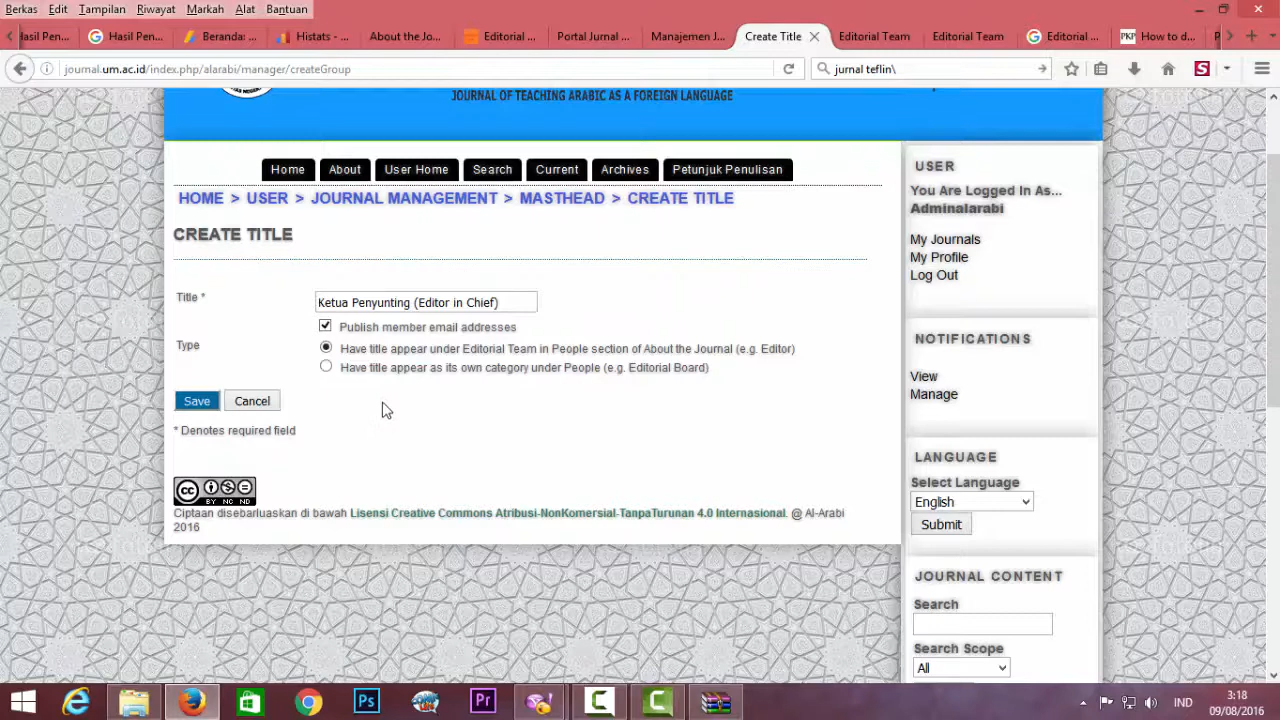 Berkas Edit Tampilan Riwayat Markah Alat Bantuan
Hasil Pen... Hasil Pen... Beranda: ... Histats - ... About the Jo... Editorial ... Portal Jurnal ... Manajemen J... Create Title Editorial Team Editorial Team Editorial ... PKP How to d...
journal.um.ac.id/index.php/alarabi/manager/createGroup
jurnal teflin\
S
JOURNAL OF TEACHING ARABIC AS A FOREIGN LANGUAGE
Home About User Home Search Current Archives Petunjuk Penulisan
HOME > USER > JOURNAL MANAGEMENT > MASTHEAD > CREATE TITLE
CREATE TITLE
Title *
Ketua Penyunting (Editor in Chief)
Publish member email addresses
Type
Have title appear under Editorial Team in People section of About the Journal (e.g. Editor)
Have title appear as its own category under People (e.g. Editorial Board)
Save Cancel
* Denotes required field
cc
BY NC ND
Ciptaan disebarluaskan di bawah Lisensi Creative Commons Atribusi-NonKomersial-TanpaTurunan 4.0 Internasional. @ Al-Arabi
2016
USER
You Are Logged In As...
Adminalarabi
My Journals
My Profile
Log Out
NOTIFICATIONS
View
Manage
LANGUAGE
Select Language
English
Submit
JOURNAL CONTENT
Search
Search Scope
All
Ps
Pr
IND
3:18
09/08/2016